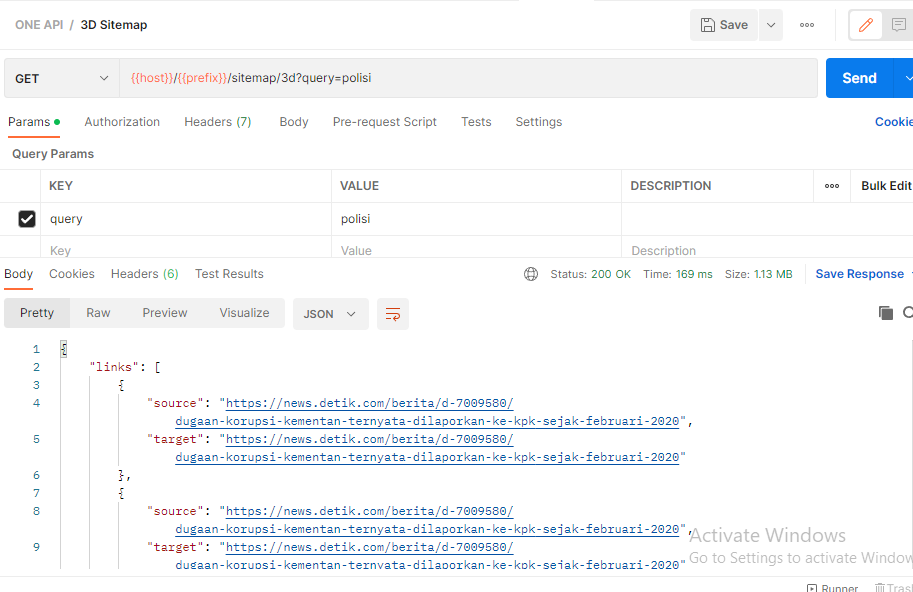 ONE API / 3D Sitemap
Save
GET {{host}}/{{prefix}}/sitemap/3d?query=polisi
Send
Params Authorization Headers (7) Body Pre-request Script Tests Settings
Cookie
Query Params
KEY VALUE DESCRIPTION Bulk Edit
query polisi
Key Value Description
Body Cookies Headers (6) Test Results
Status: 200 OK Time: 169 ms Size: 1.13 MB Save Response
Pretty Raw Preview Visualize JSON
1 {
2 "links": [
3 {
4 "source": "https://news.detik.com/berita/d-7009580/
dugaan-korupsi-kementan-ternyata-dilaporkan-ke-kpk-sejak-februari-2020",
5 "target": "https://news.detik.com/berita/d-7009580/
dugaan-korupsi-kementan-ternyata-dilaporkan-ke-kpk-sejak-februari-2020"
6 },
7 {
8 "source": "https://news.detik.com/berita/d-7009580/
dugaan-korupsi-kementan-ternyata-dilaporkan-ke-kpk-sejak-februari-2020",
9 "target": "https://news.detik.com/berita/d-7009580/
dugaan-korupsi-kementan-ternyata-dilaporkan-ke-kpk-sejak-februari-2020"
Activate Windows
Go to Settings to activate Window
Runner Tras